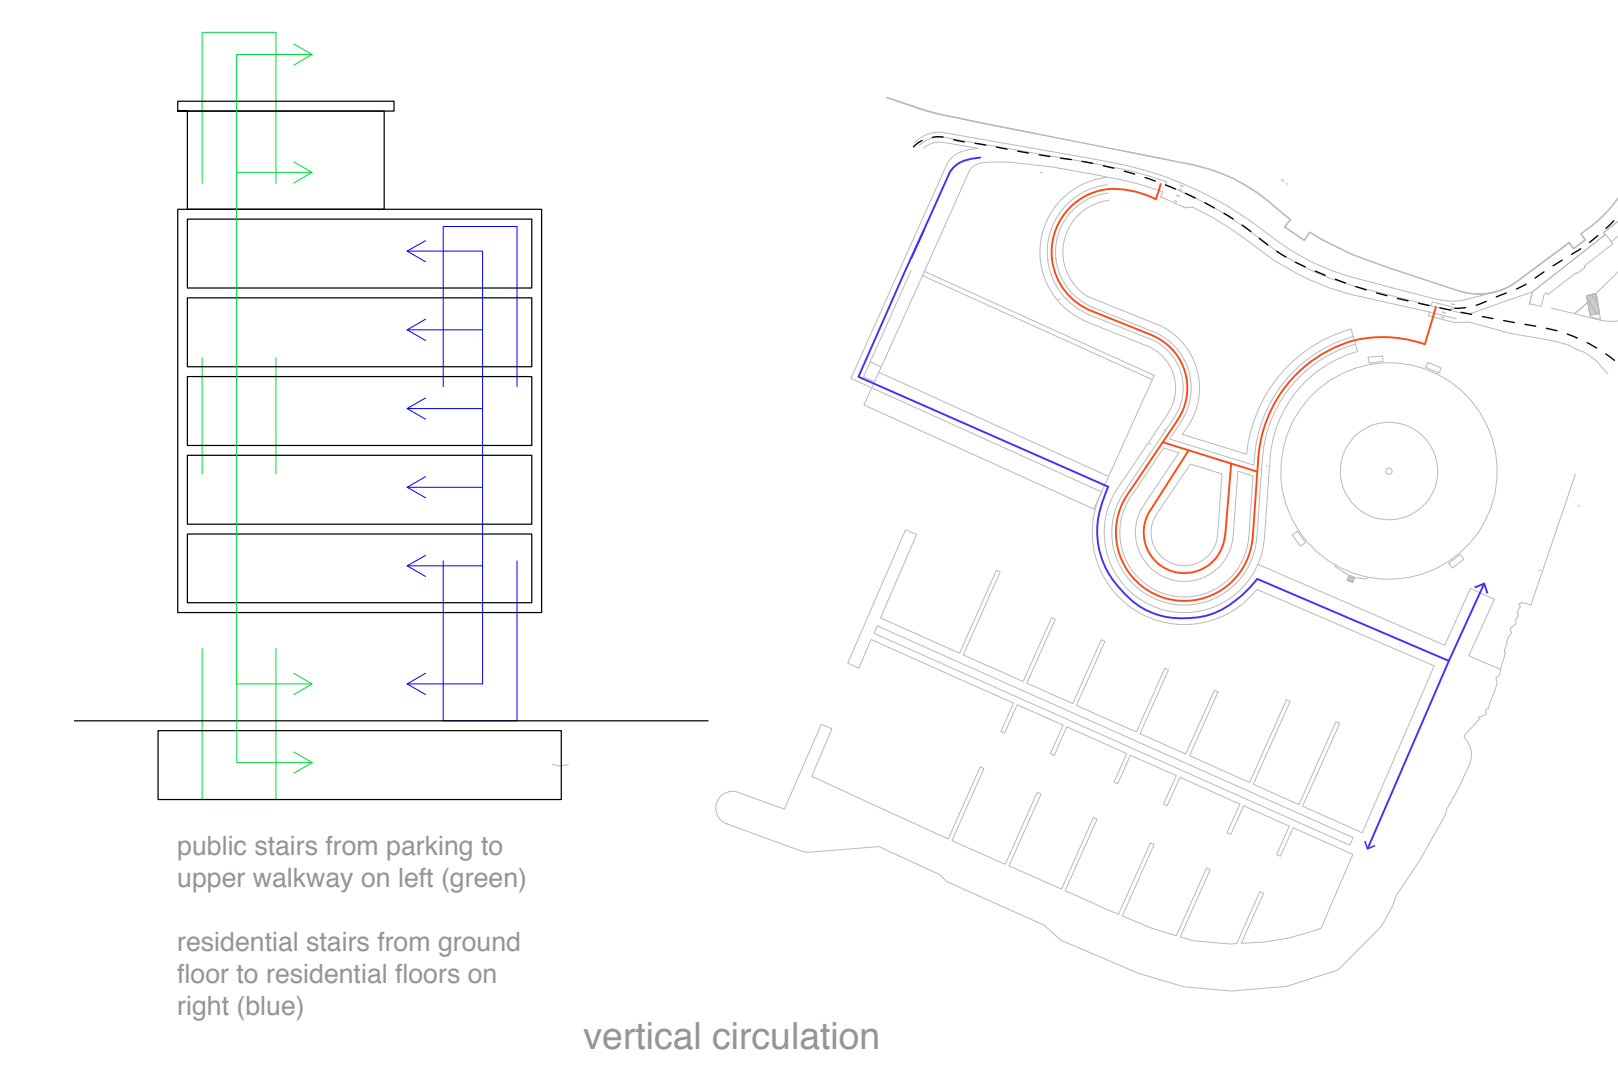 public stairs from parking to
upper walkway on left (green)
residential stairs from ground
floor to residential floors on
right (blue)
vertical circulation